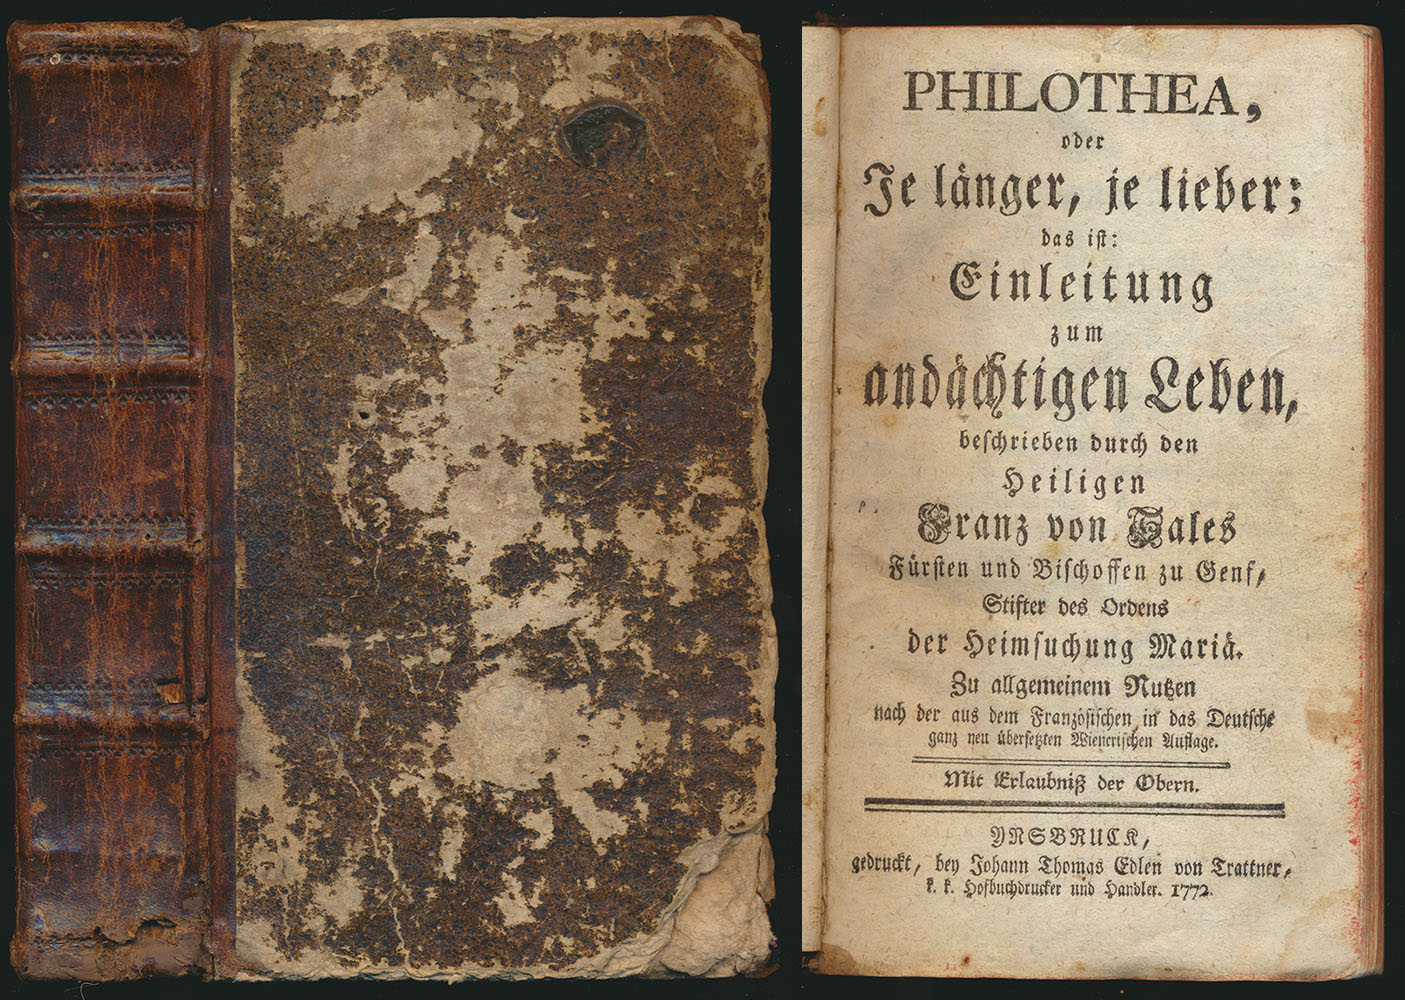 PHILOTHEA,
oder
Je länger, je lieber;
das ist:
Einleitung
zum
andächtigen Leben,
beschrieben durch den
Heiligen
Franz von Sales
Fürsten und Bischoffen zu Genf,
Stifter des Ordens
der Heimsuchung Mariä.
Zu allgemeinem Nutzen
nach der aus dem Französischen in das Deutsche
ganz neu übersetzten Wienerischen Auflage.
Mit Erlaubniß der Obern.
YNSBRUCK,
gedruckt, bey Johann Thomas Edlen von Trattner,
k. k. Hofbuchdrucker und Handler. 1772.